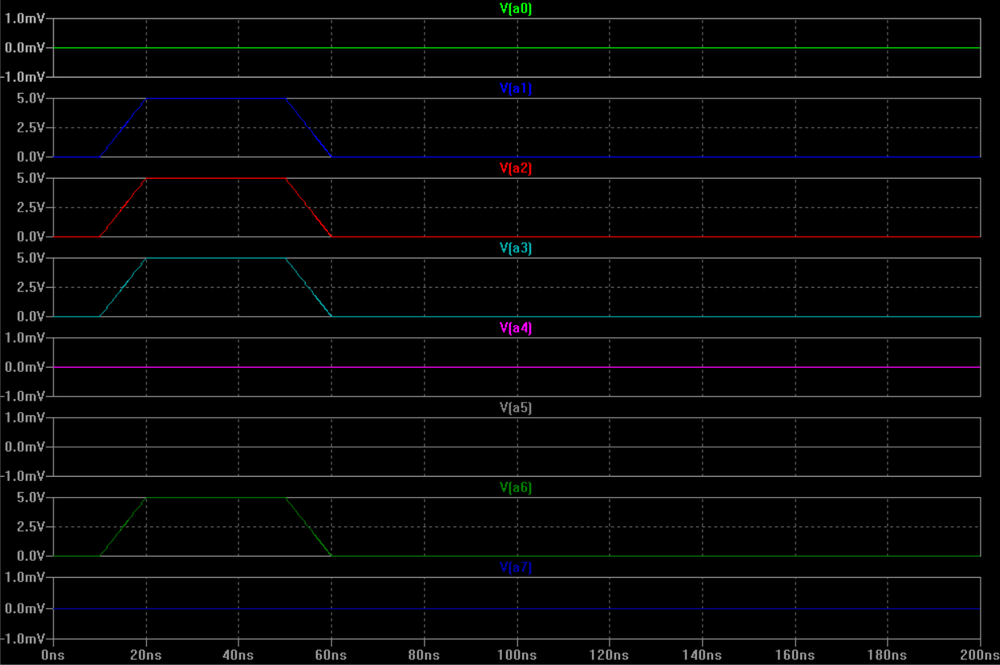 V(a0)
1.0mV
0.0mV
-1.0mV
V(a1)
5.0V
2.5V
0.0V
V(a2)
5.0V
2.5V
0.0V
V(a3)
5.0V
2.5V
0.0V
V(a4)
1.0mV
0.0mV
-1.0mV
V(a5)
1.0mV
0.0mV
-1.0mV
V(a6)
5.0V
2.5V
0.0V
V(a7)
1.0mV
0.0mV
-1.0mV
0ns 20ns 40ns 60ns 80ns 100ns 120ns 140ns 160ns 180ns 200ns